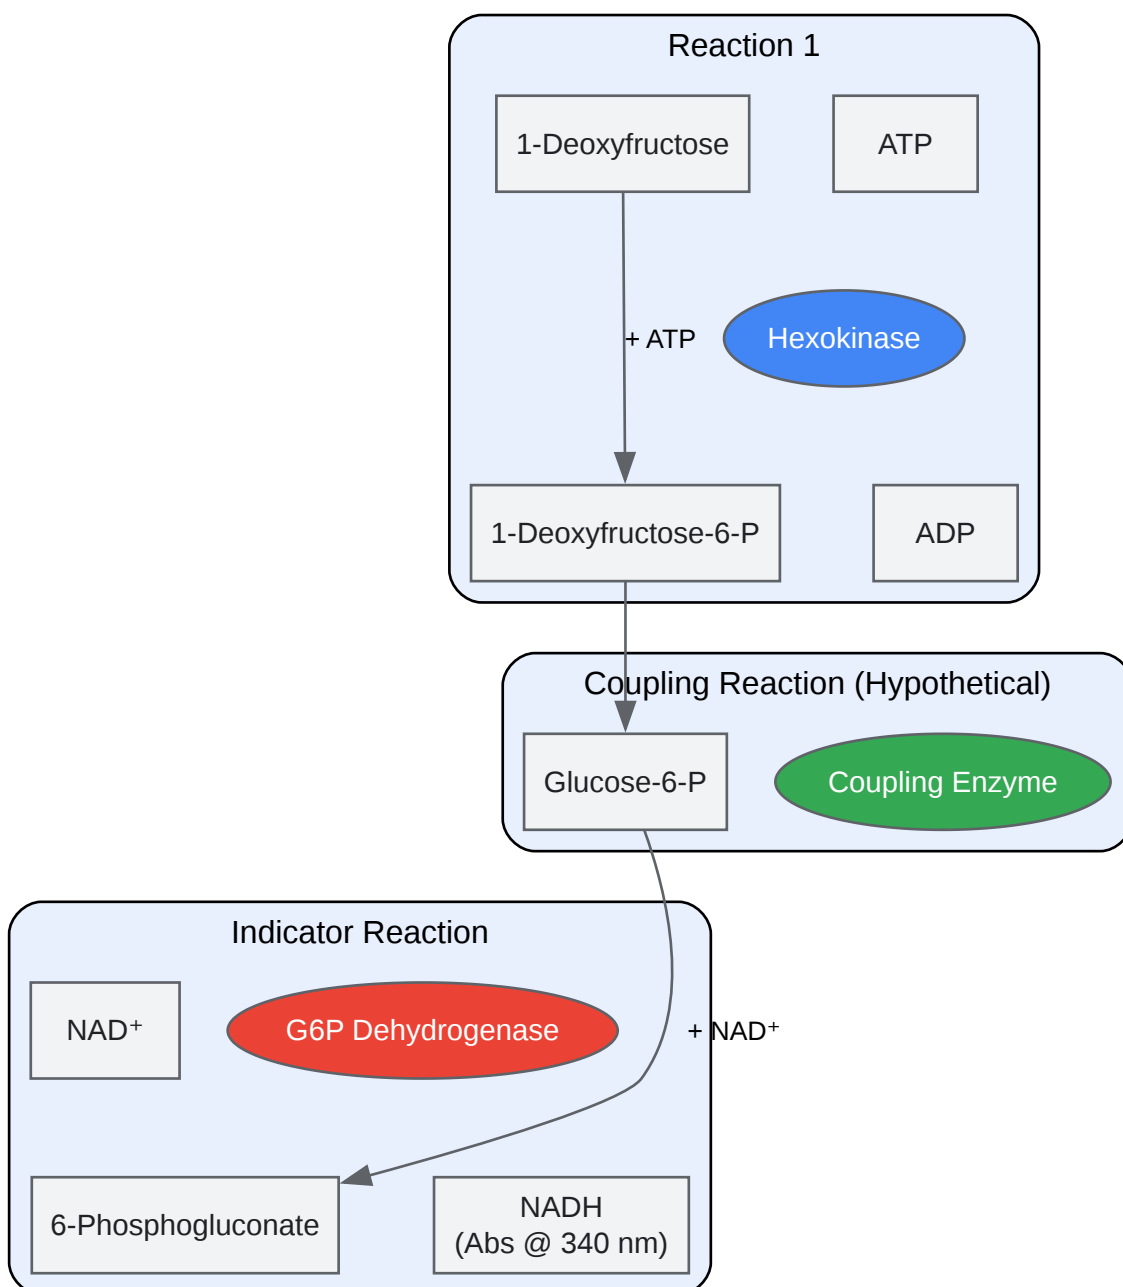 Reaction 1
1-Deoxyfructose
ATP
+ ATP
Hexokinase
1-Deoxyfructose-6-P
ADP
Coupling Reaction (Hypothetical)
Glucose-6-P
Coupling Enzyme
Indicator Reaction
NAD⁺
G6P Dehydrogenase
+ NAD⁺
6-Phosphogluconate
NADH
(Abs @ 340 nm)